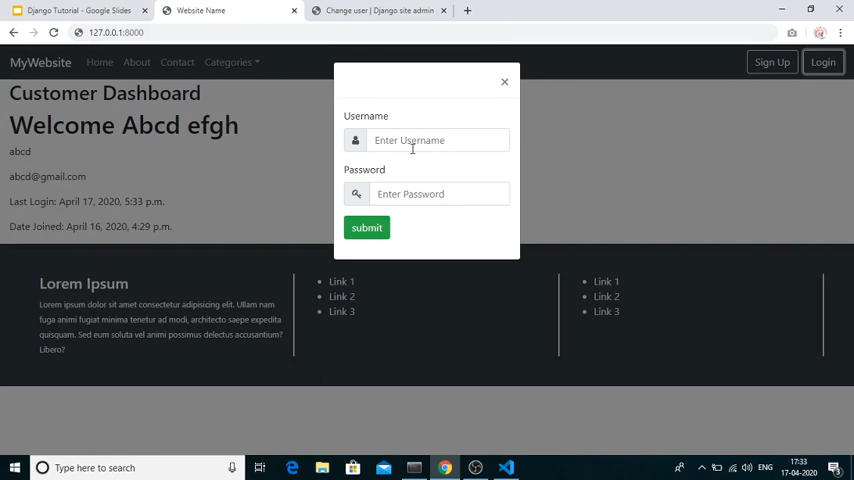 Django Tutorial - Google Slides
Website Name
Change user | Django site admin
127.0.0.1:8000
MyWebsite
Home
About
Contact
Categories
Sign Up
Login
Customer Dashboard
Welcome Abcd efgh
abcd
abcd@gmail.com
Last Login: April 17, 2020, 5:33 p.m.
Date Joined: April 16, 2020, 4:29 p.m.
×
Username
Enter Username
Password
Enter Password
submit
Lorem Ipsum
Lorem ipsum dolor sit amet consectetur adipisicing elit. Ullam nam
fuga animi fugiat minima tenetur ad modi, quia architecto saepe expedita
quisquam. Sed eum soluta vel animi possimus delectus accusantium?
Libero?
Link 1
Link 2
Link 3
Link 1
Link 2
Link 3
Type here to search
ENG
17:33
17-04-2020